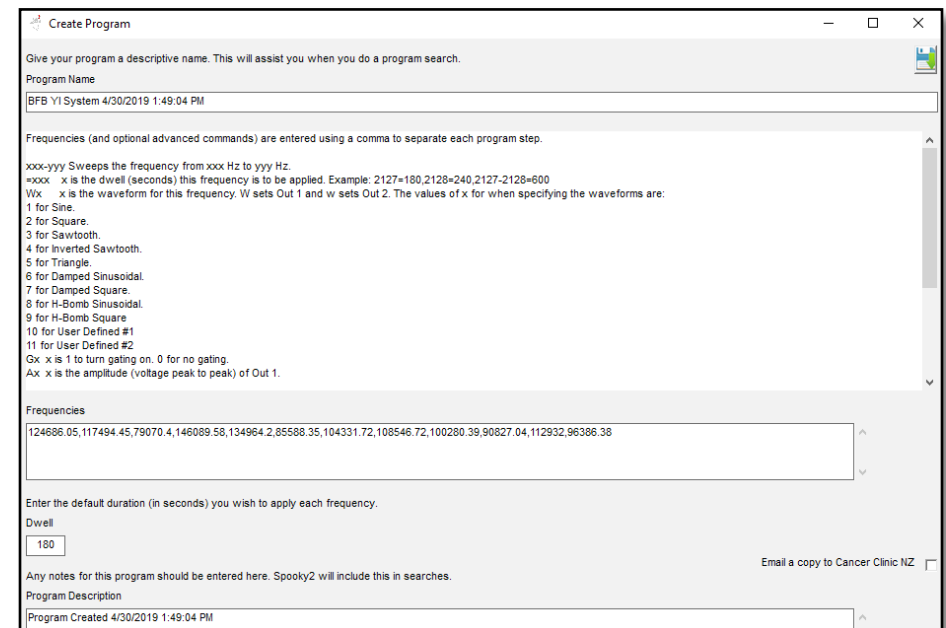 Create Program
Give your program a descriptive name. This will assist you when you do a program search.
Program Name
BFB YI System 4/30/2019 1:49:04 PM
Frequencies (and optional advanced commands) are entered using a comma to separate each program step.
xxx-yyy Sweeps the frequency from xxx Hz to yyy Hz.
=xxx x is the dwell (seconds) this frequency is to be applied. Example: 2127=180,2128=240,2127-2128=600
Wx x is the waveform for this frequency. W sets Out 1 and w sets Out 2. The values of x for when specifying the waveforms are:
1 for Sine.
2 for Square.
3 for Sawtooth.
4 for Inverted Sawtooth.
5 for Triangle.
6 for Damped Sinusoidal.
7 for Damped Square.
8 for H-Bomb Sinusoidal.
9 for H-Bomb Square
10 for User Defined #1
11 for User Defined #2
Gx x is 1 to turn gating on. 0 for no gating.
Ax x is the amplitude (voltage peak to peak) of Out 1.
Frequencies
124686.05,117494.45,79070.4,146089.58,134964.2,85588.35,104331.72,108546.72,100280.39,90827.04,112932,96386.38
Enter the default duration (in seconds) you wish to apply each frequency.
Dwell
180
Email a copy to Cancer Clinic NZ
Any notes for this program should be entered here. Spooky2 will include this in searches.
Program Description
Program Created 4/30/2019 1:49:04 PM